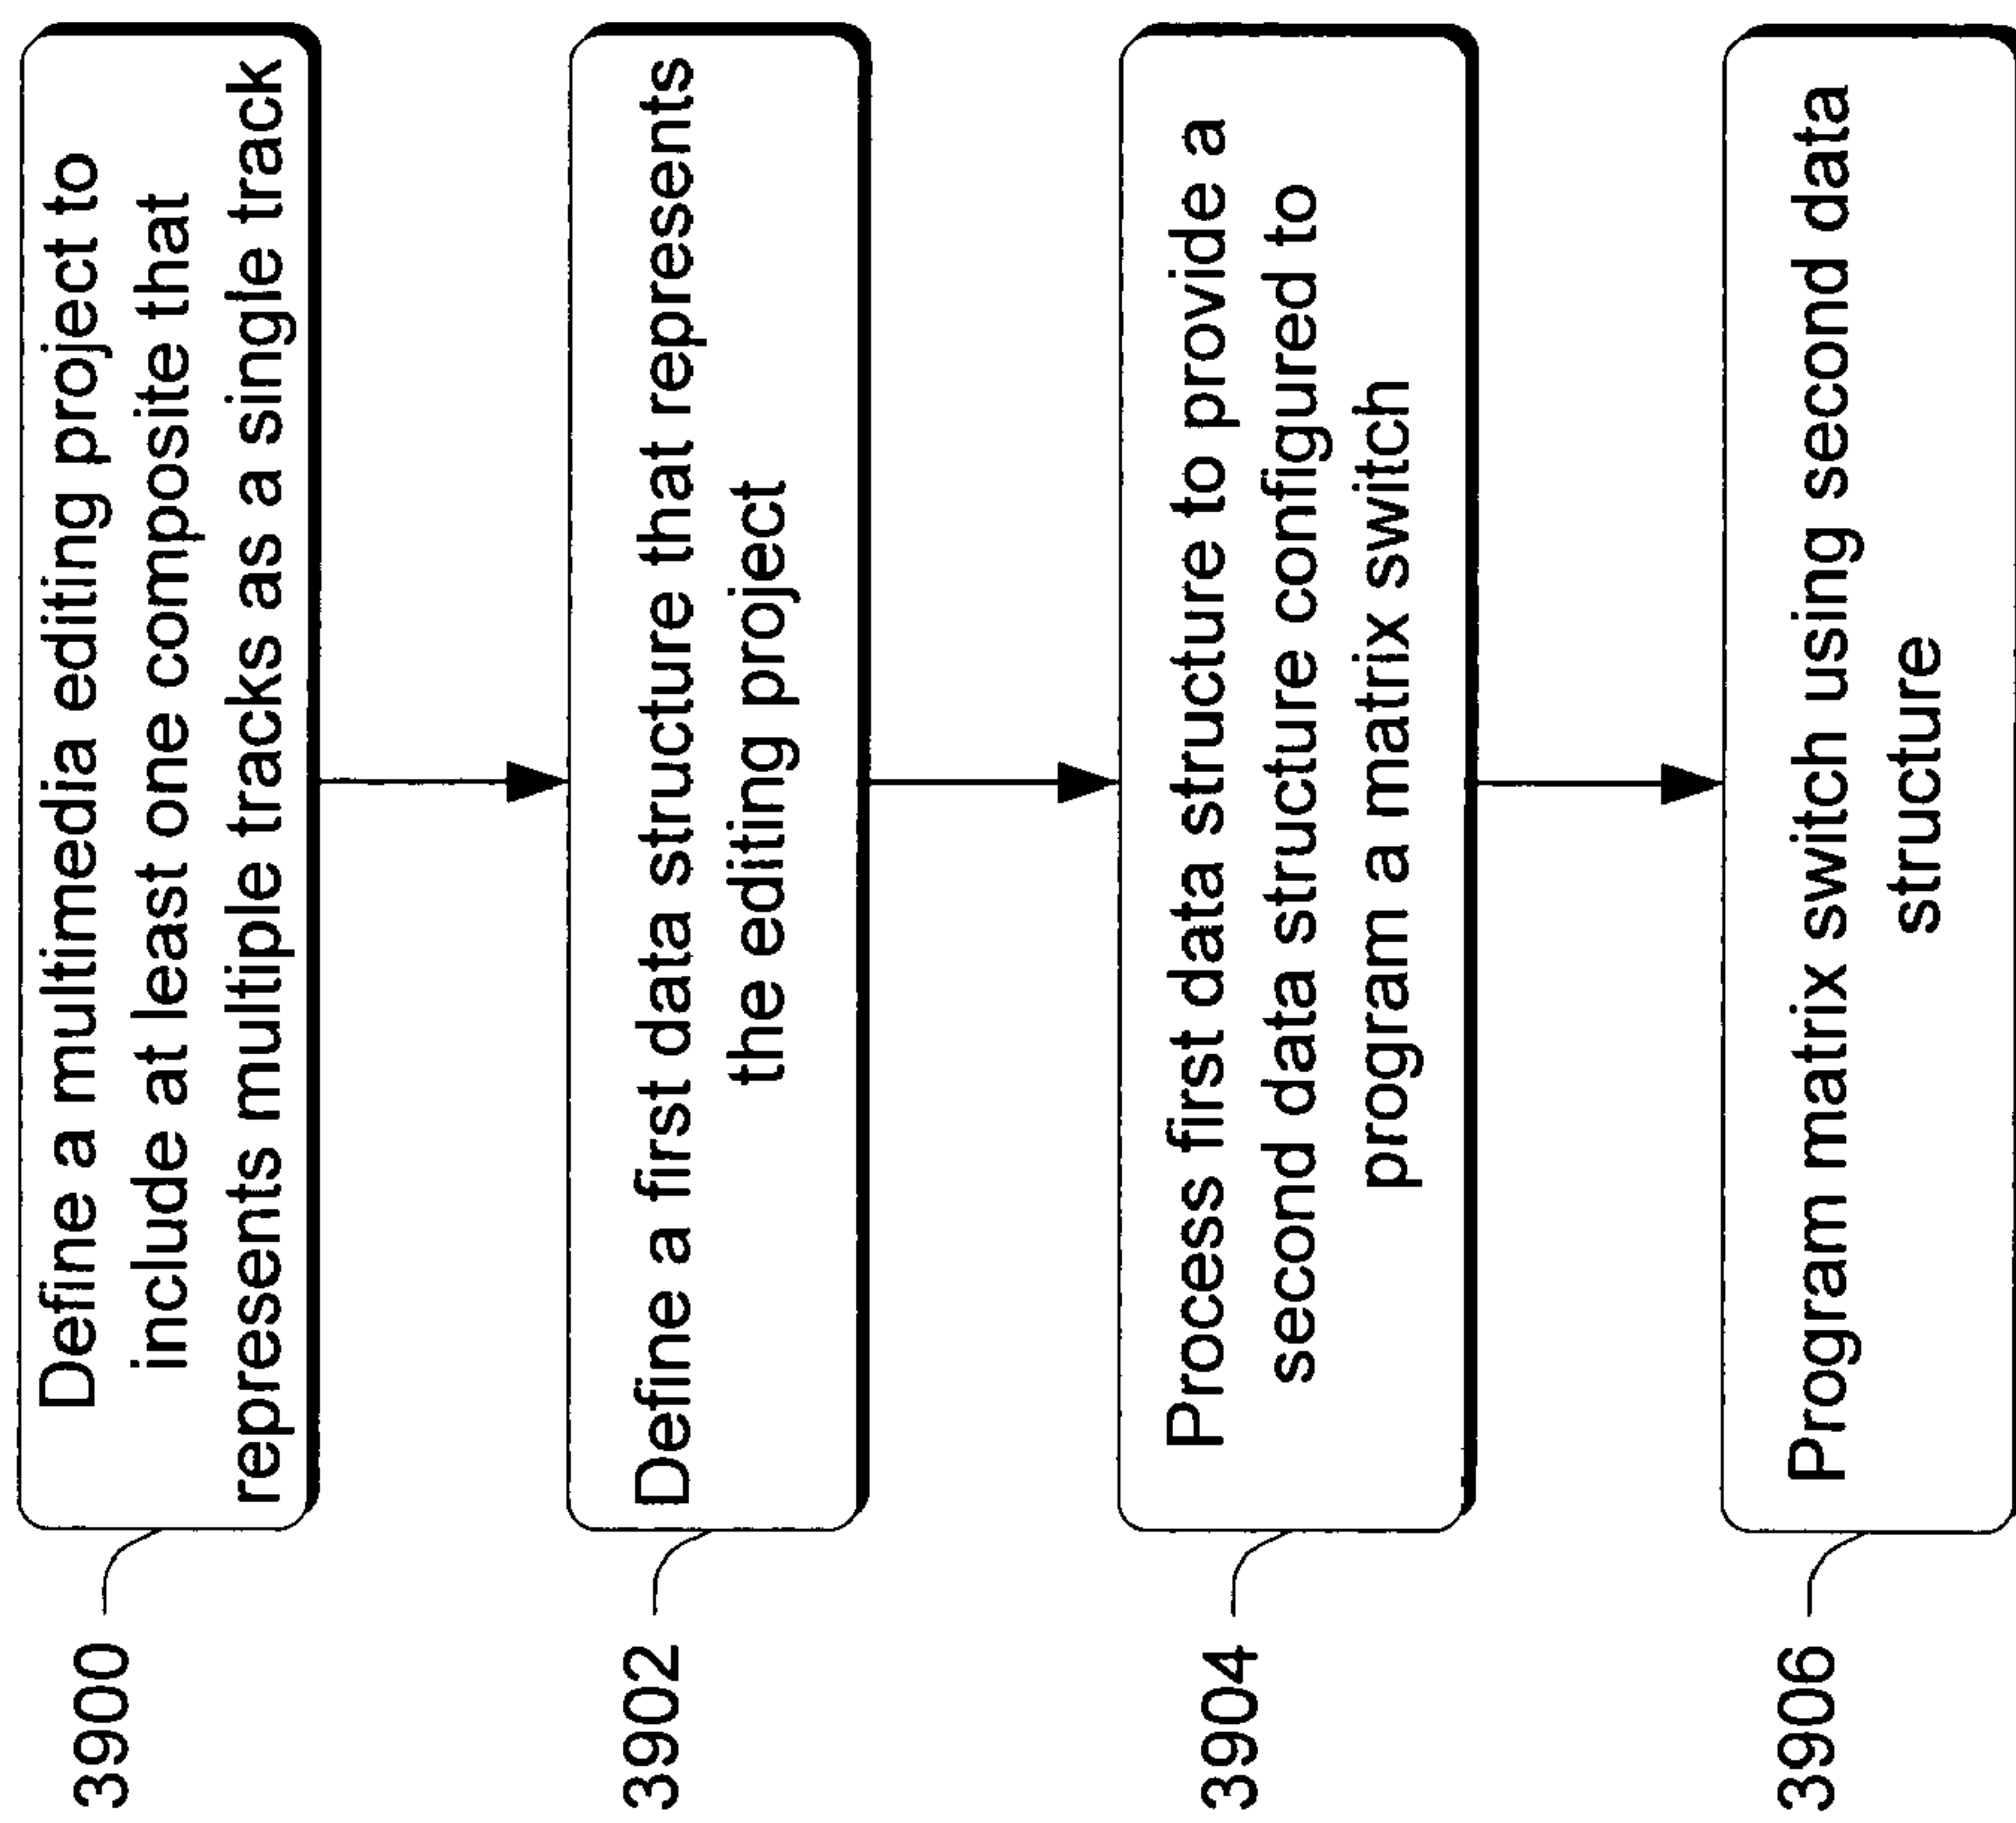 3900
Define a multimedia editing project to
include at least one composite that
represents multiple tracks as a single track
3902
Define a first data structure that represents
the editing project
3904
Process first data structure to provide a
second data structure configured to
program a matrix switch
3906
Program matrix switch using second data
structure